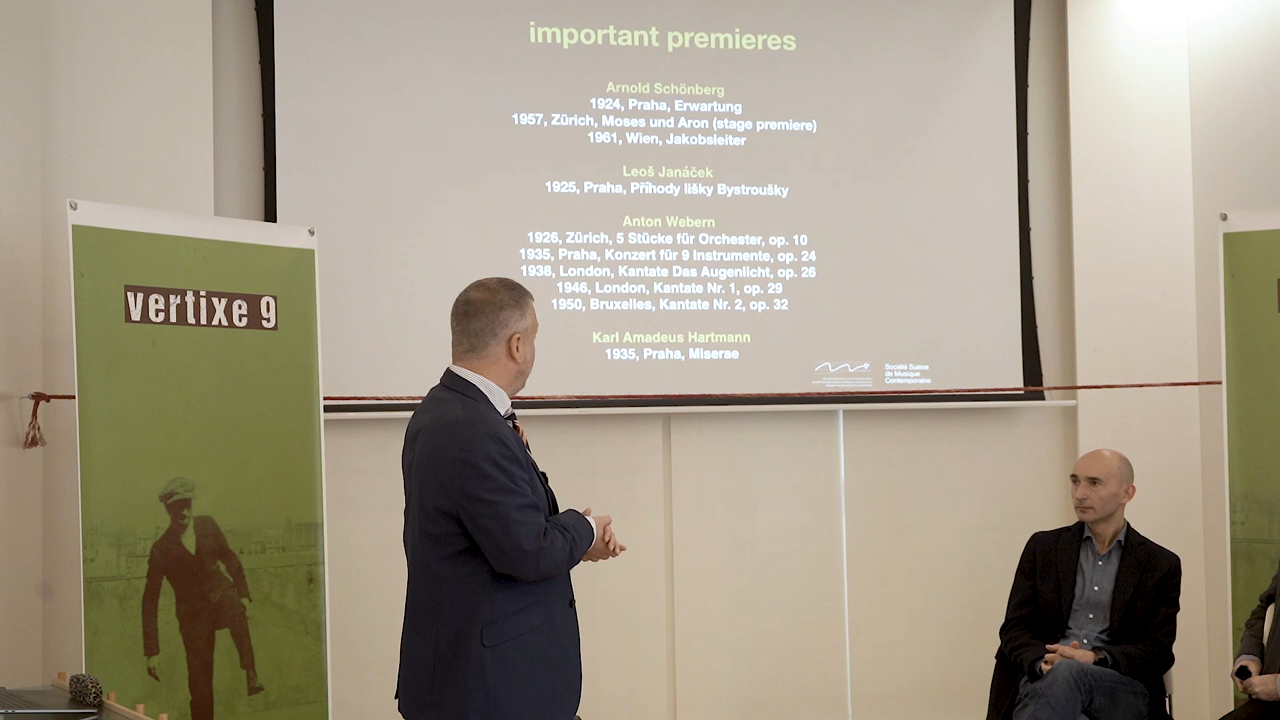 important premieres
Arnold Schönberg
1924, Praha, Erwartung
1957, Zürich, Moses und Aron (stage premiere)
1961, Wien, Jakobsleiter
Leoš Janáček
1925, Praha, Příhody lišky Bystroušky
Anton Webern
1926, Zürich, 5 Stücke für Orchester, op. 10
1935, Praha, Konzert für 9 Instrumente, op. 24
1938, London, Kantate Das Augenlicht, op. 26
1946, London, Kantate Nr. 1, op. 29
1950, Bruxelles, Kantate Nr. 2, op. 32
Karl Amadeus Hartmann
1935, Praha, Miserae
Société Suisse
de Musique
Contemporaine
vertixe 9